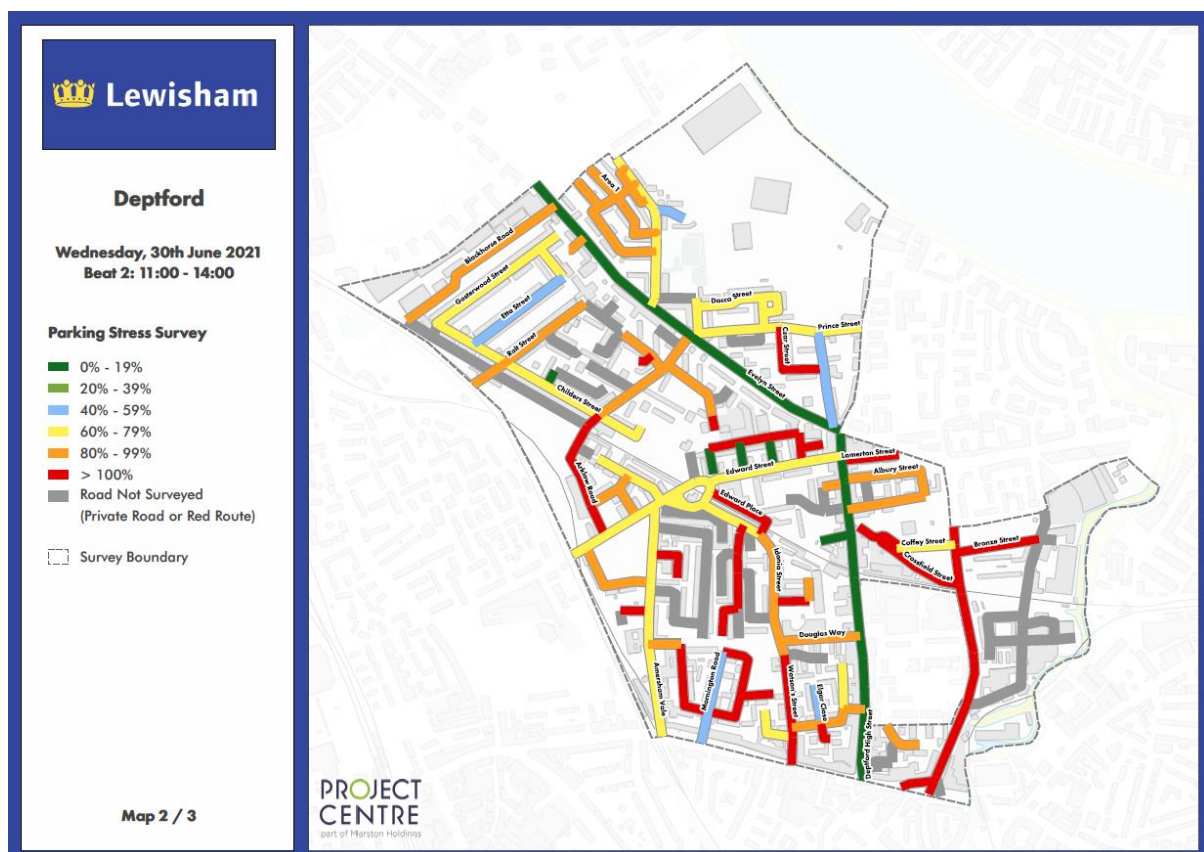 Lewisham
Deptford
Wednesday, 30th June 2021
Beat 2: 11:00 - 14:00
Parking Stress Survey
0% - 19%
20% - 39%
40% - 59%
60% - 79%
80% - 99%
> 100%
Road Not Surveyed
(Private Road or Red Route)
Survey Boundary
Map 2 / 3
Area 1
Blackhorse Road
Gosterwood Street
Etta Street
Rolt Street
Childers Street
Dacca Street
Prince Street
Czar Street
Evelyn Street
Arklow Road
Edward Street
Lamerton Street
Albury Street
Edward Place
Coffey Street
Bronze Street
Crossfield Street
Idonia Street
Douglas Way
Amersham Vale
Mornington Road
Watson's Street
Elgar Close
Deptford High Street
PROJECT
CENTRE
part of Marston Holdings